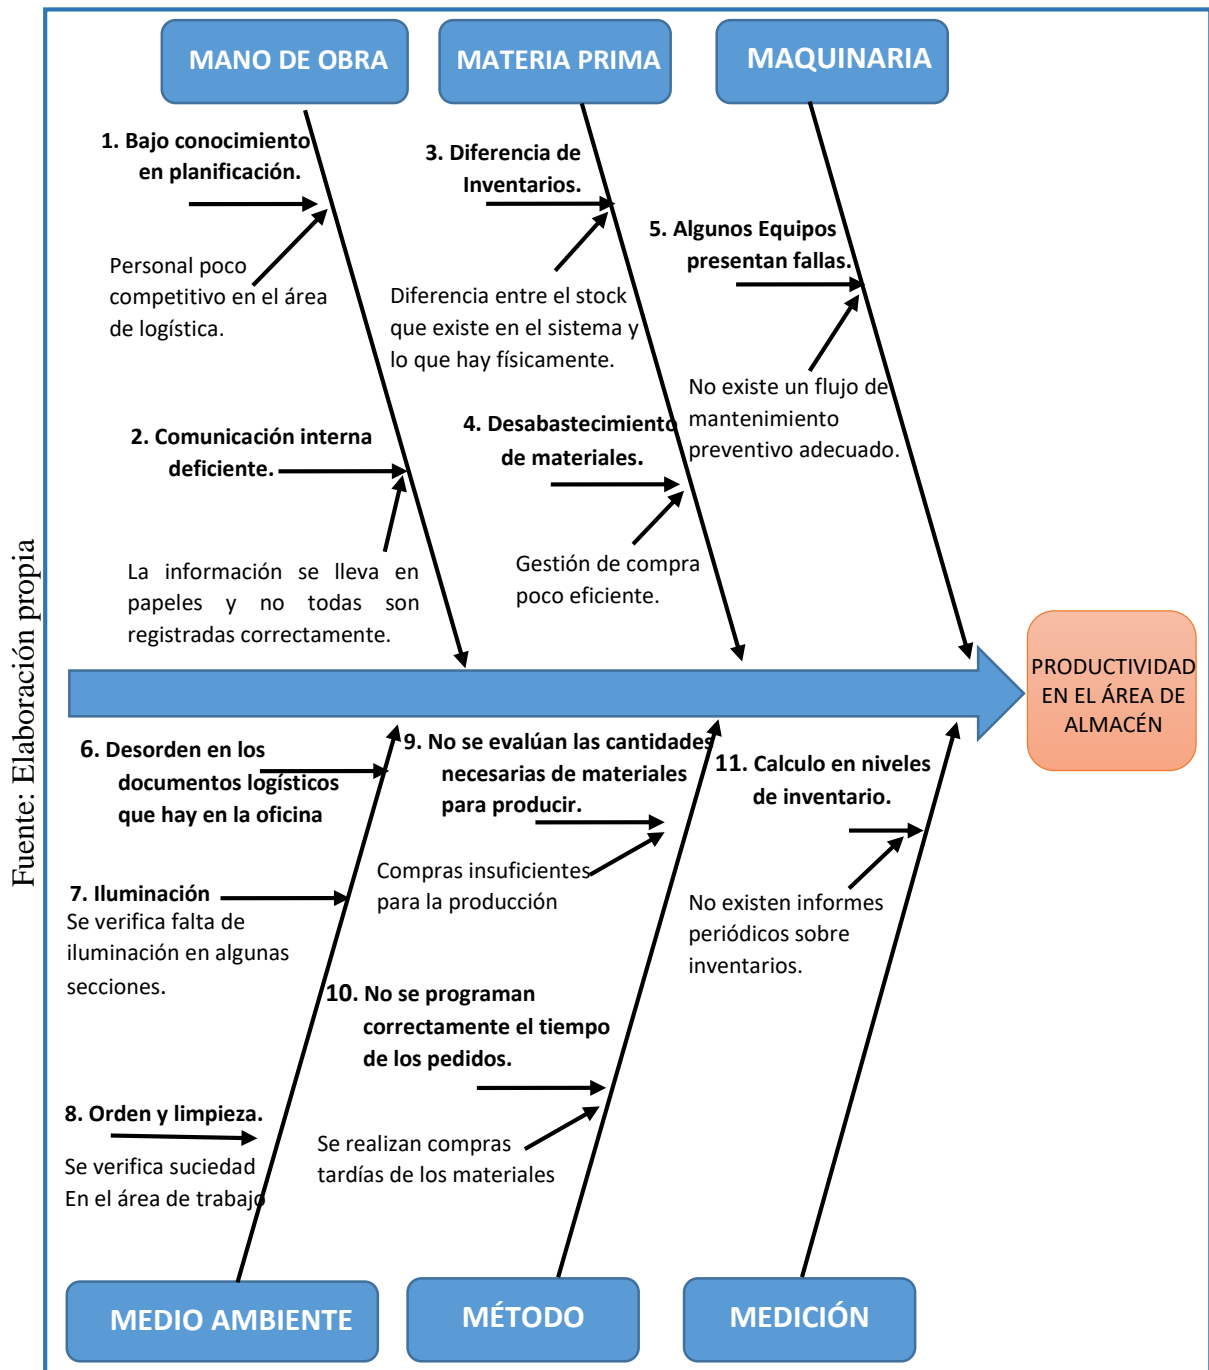 MANO DE OBRA
MATERIA PRIMA
MAQUINARIA
1. Bajo conocimiento
en planificación.
Personal poco
competitivo en el área
de logística.
2. Comunicación interna
deficiente.
La información se lleva en
papeles y no todas son
registradas correctamente.
3. Diferencia de
Inventarios.
Diferencia entre el stock
que existe en el sistema y
lo que hay físicamente.
4. Desabastecimiento
de materiales.
Gestión de compra
poco eficiente.
5. Algunos Equipos
presentan fallas.
No existe un flujo de
mantenimiento
preventivo adecuado.
PRODUCTIVIDAD
EN EL ÁREA DE
ALMACÉN
6. Desorden en los
documentos logísticos
que hay en la oficina
7. Iluminación
Se verifica falta de
iluminación en algunas
secciones.
8. Orden y limpieza.
Se verifica suciedad
En el área de trabajo
9. No se evalúan las cantidades
necesarias de materiales
para producir.
Compras insuficientes
para la producción
10. No se programan
correctamente el tiempo
de los pedidos.
Se realizan compras
tardías de los materiales
11. Calculo en niveles
de inventario.
No existen informes
periódicos sobre
inventarios.
MEDIO AMBIENTE
MÉTODO
MEDICIÓN
Fuente: Elaboración propia